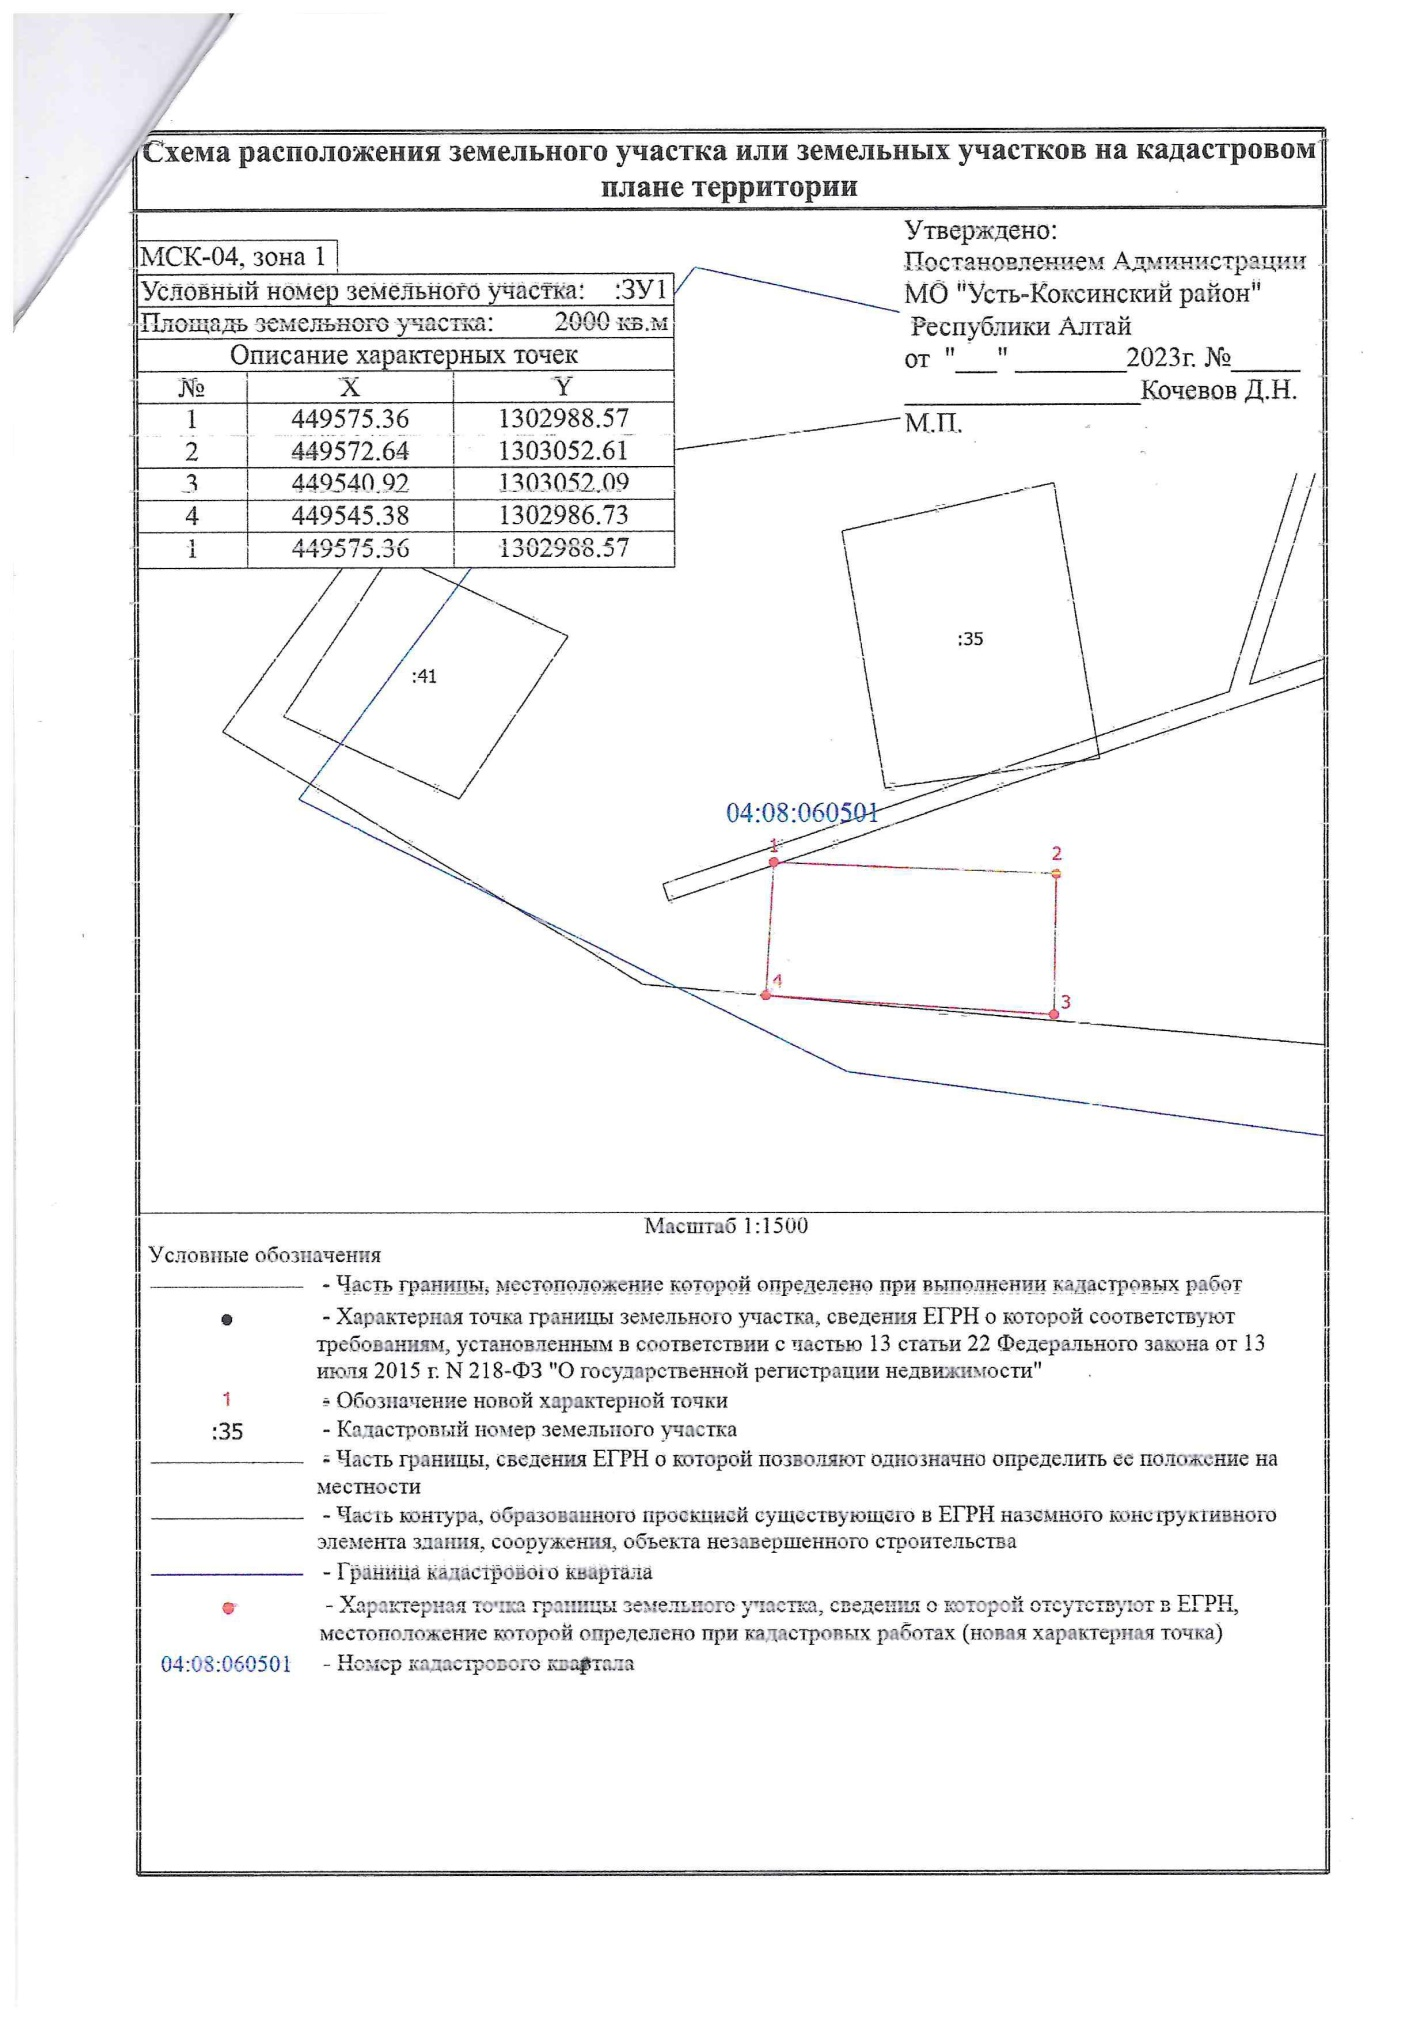 Схема расположения земельного участка или земельных участков на кадастровом
плане территории
Утверждено:
Постановлением Администрации
МО "Усть-Коксинский район"
Республики Алтай
от "___" ________2023г. №_____
_________________Кочевов Д.Н.
М.П.
МСК-04, зона 1
Условный номер земельного участка: :ЗУ1
Площадь земельного участка: 2000 кв.м
Описание характерных точек
№ X Y
1 449575.36 1302988.57
2 449572.64 1303052.61
3 449540.92 1303052.09
4 449545.38 1302986.73
1 449575.36 1302988.57
:35
:41
04:08:060501
1
2
4
3
Масштаб 1:1500
Условные обозначения
- Часть границы, местоположение которой определено при выполнении кадастровых работ
- Характерная точка границы земельного участка, сведения ЕГРН о которой соответствуют
требованиям, установленным в соответствии с частью 13 статьи 22 Федерального закона от 13
июля 2015 г. N 218-ФЗ "О государственной регистрации недвижимости"
1 - Обозначение новой характерной точки
:35 - Кадастровый номер земельного участка
- Часть границы, сведения ЕГРН о которой позволяют однозначно определить ее положение на
местности
- Часть контура, образованного проекцией существующего в ЕГРН наземного конструктивного
элемента здания, сооружения, объекта незавершенного строительства
- Граница кадастрового квартала
- Характерная точка границы земельного участка, сведения о которой отсутствуют в ЕГРН,
местоположение которой определено при кадастровых работах (новая характерная точка)
04:08:060501 - Номер кадастрового квартала